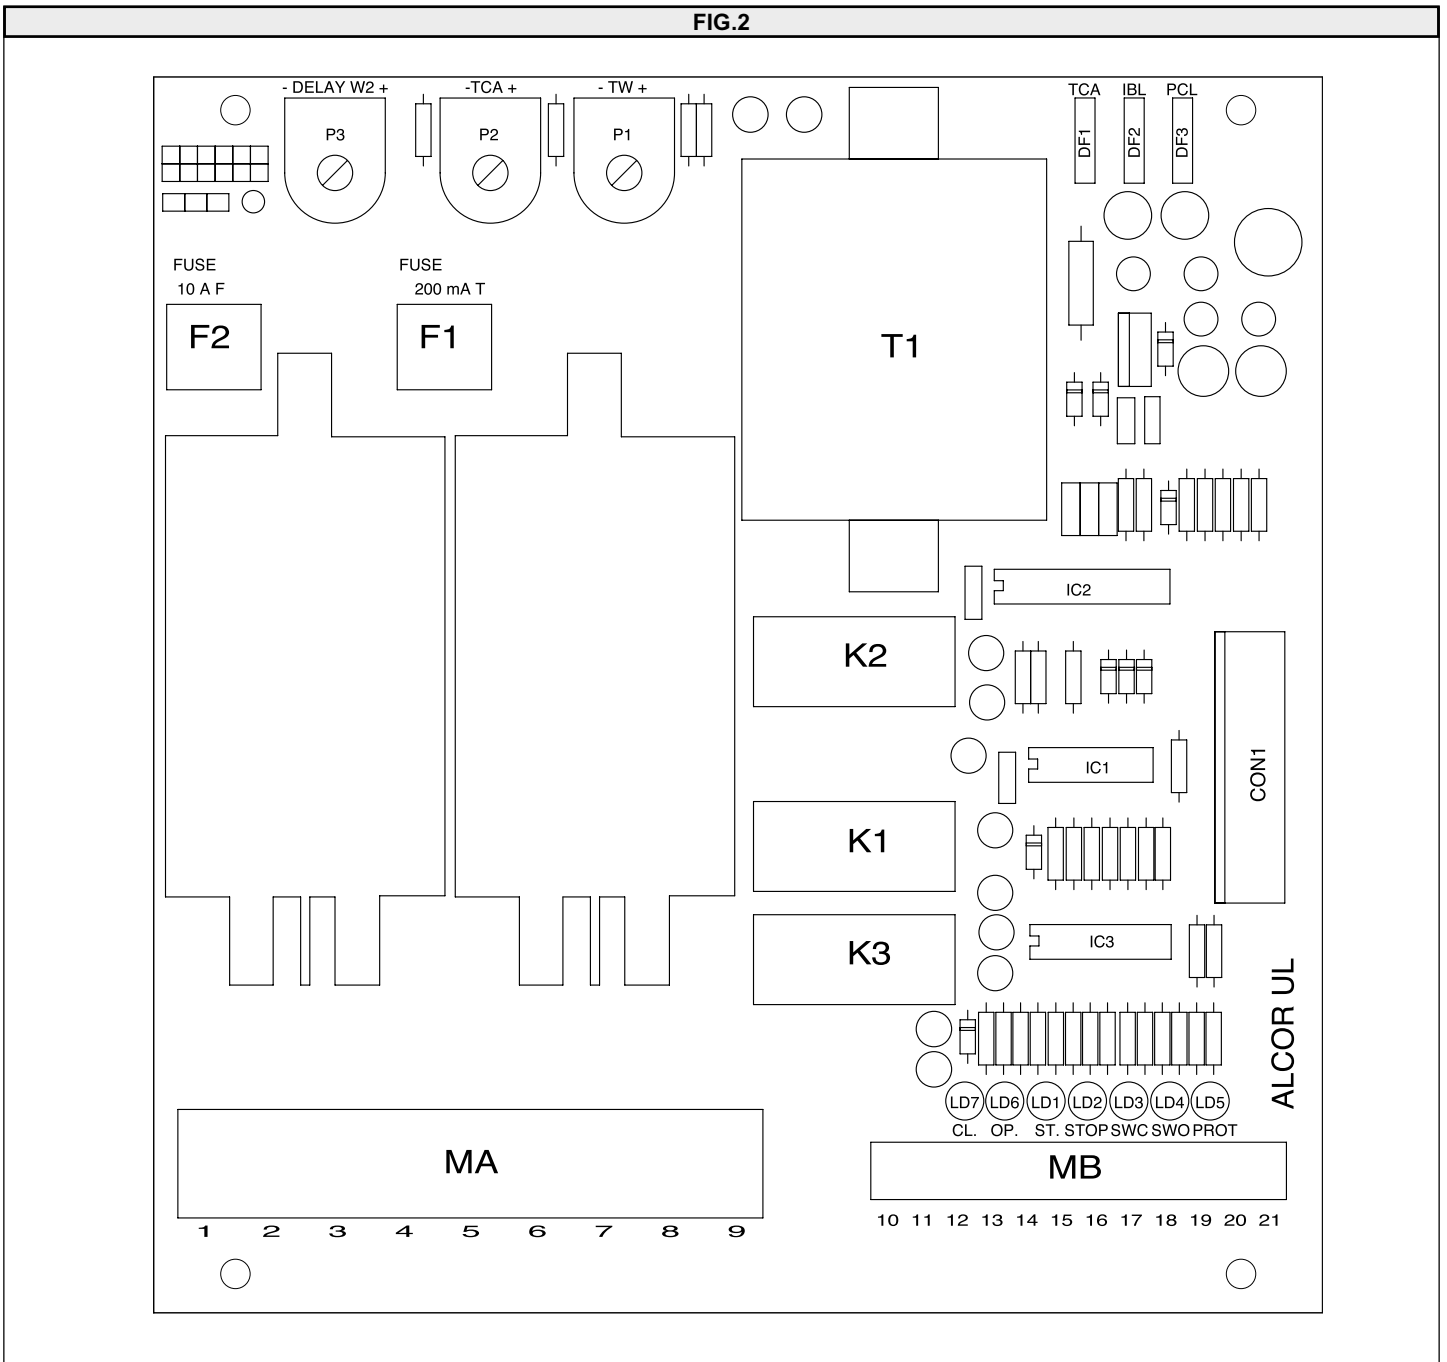 FIG.2
- DELAY W2 +
-TCA +
- TW +
TCA
IBL
PCL
P3
P2
P1
DF1
DF2
DF3
FUSE
10 A F
FUSE
200 mA T
F2
F1
T1
IC2
K2
IC1
CON1
K1
IC3
K3
ALCOR UL
LD7 LD6 LD1 LD2 LD3 LD4 LD5
CL. OP. ST. STOP SWC SWO PROT
MA
MB
1 2 3 4 5 6 7 8 9
10 11 12 13 14 15 16 17 18 19 20 21